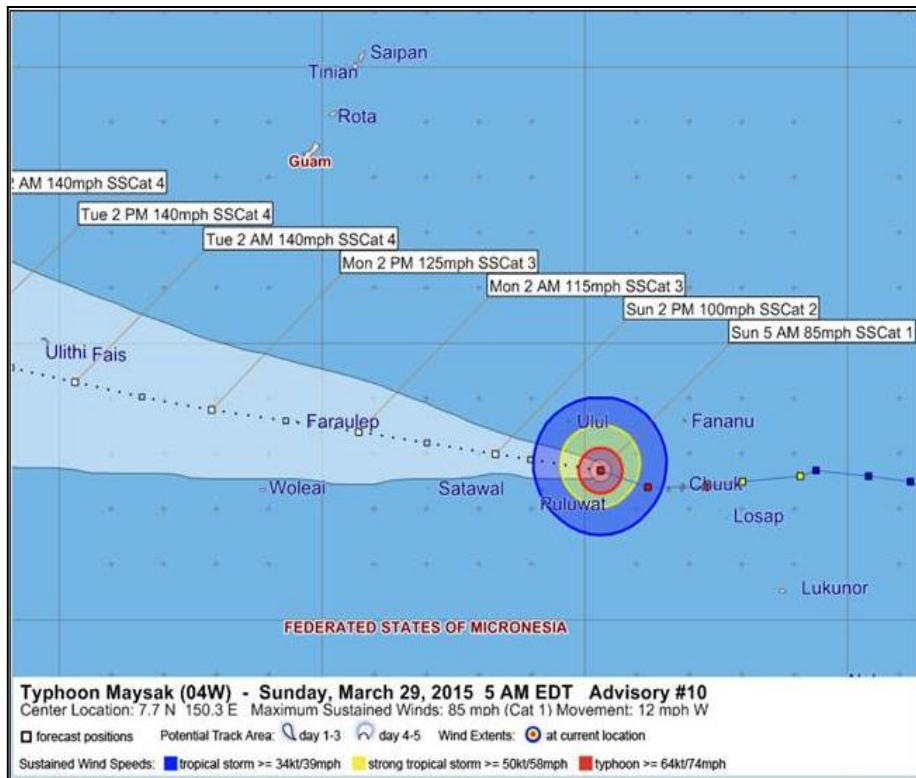 Saipan
Tinian
Rota
Guam
2 AM 140mph SSCat 4
Tue 2 PM 140mph SSCat 4
Tue 2 AM 140mph SSCat 4
Mon 2 PM 125mph SSCat 3
Mon 2 AM 115mph SSCat 3
Sun 2 PM 100mph SSCat 2
Sun 5 AM 85mph SSCat 1
Ulithi Fais
Faraulep
Ulul
Fananu
Woleai
Satawal
Puluwat
Chuuk
Losap
Lukunor
FEDERATED STATES OF MICRONESIA
Typhoon Maysak (04W) - Sunday, March 29, 2015 5 AM EDT Advisory #10
Center Location: 7.7 N 150.3 E Maximum Sustained Winds: 85 mph (Cat 1) Movement: 12 mph W
forecast positions Potential Track Area: day 1-3 day 4-5 Wind Extents: at current location
Sustained Wind Speeds: tropical storm >= 34kt/39mph strong tropical storm >= 50kt/58mph typhoon >= 64kt/74mph